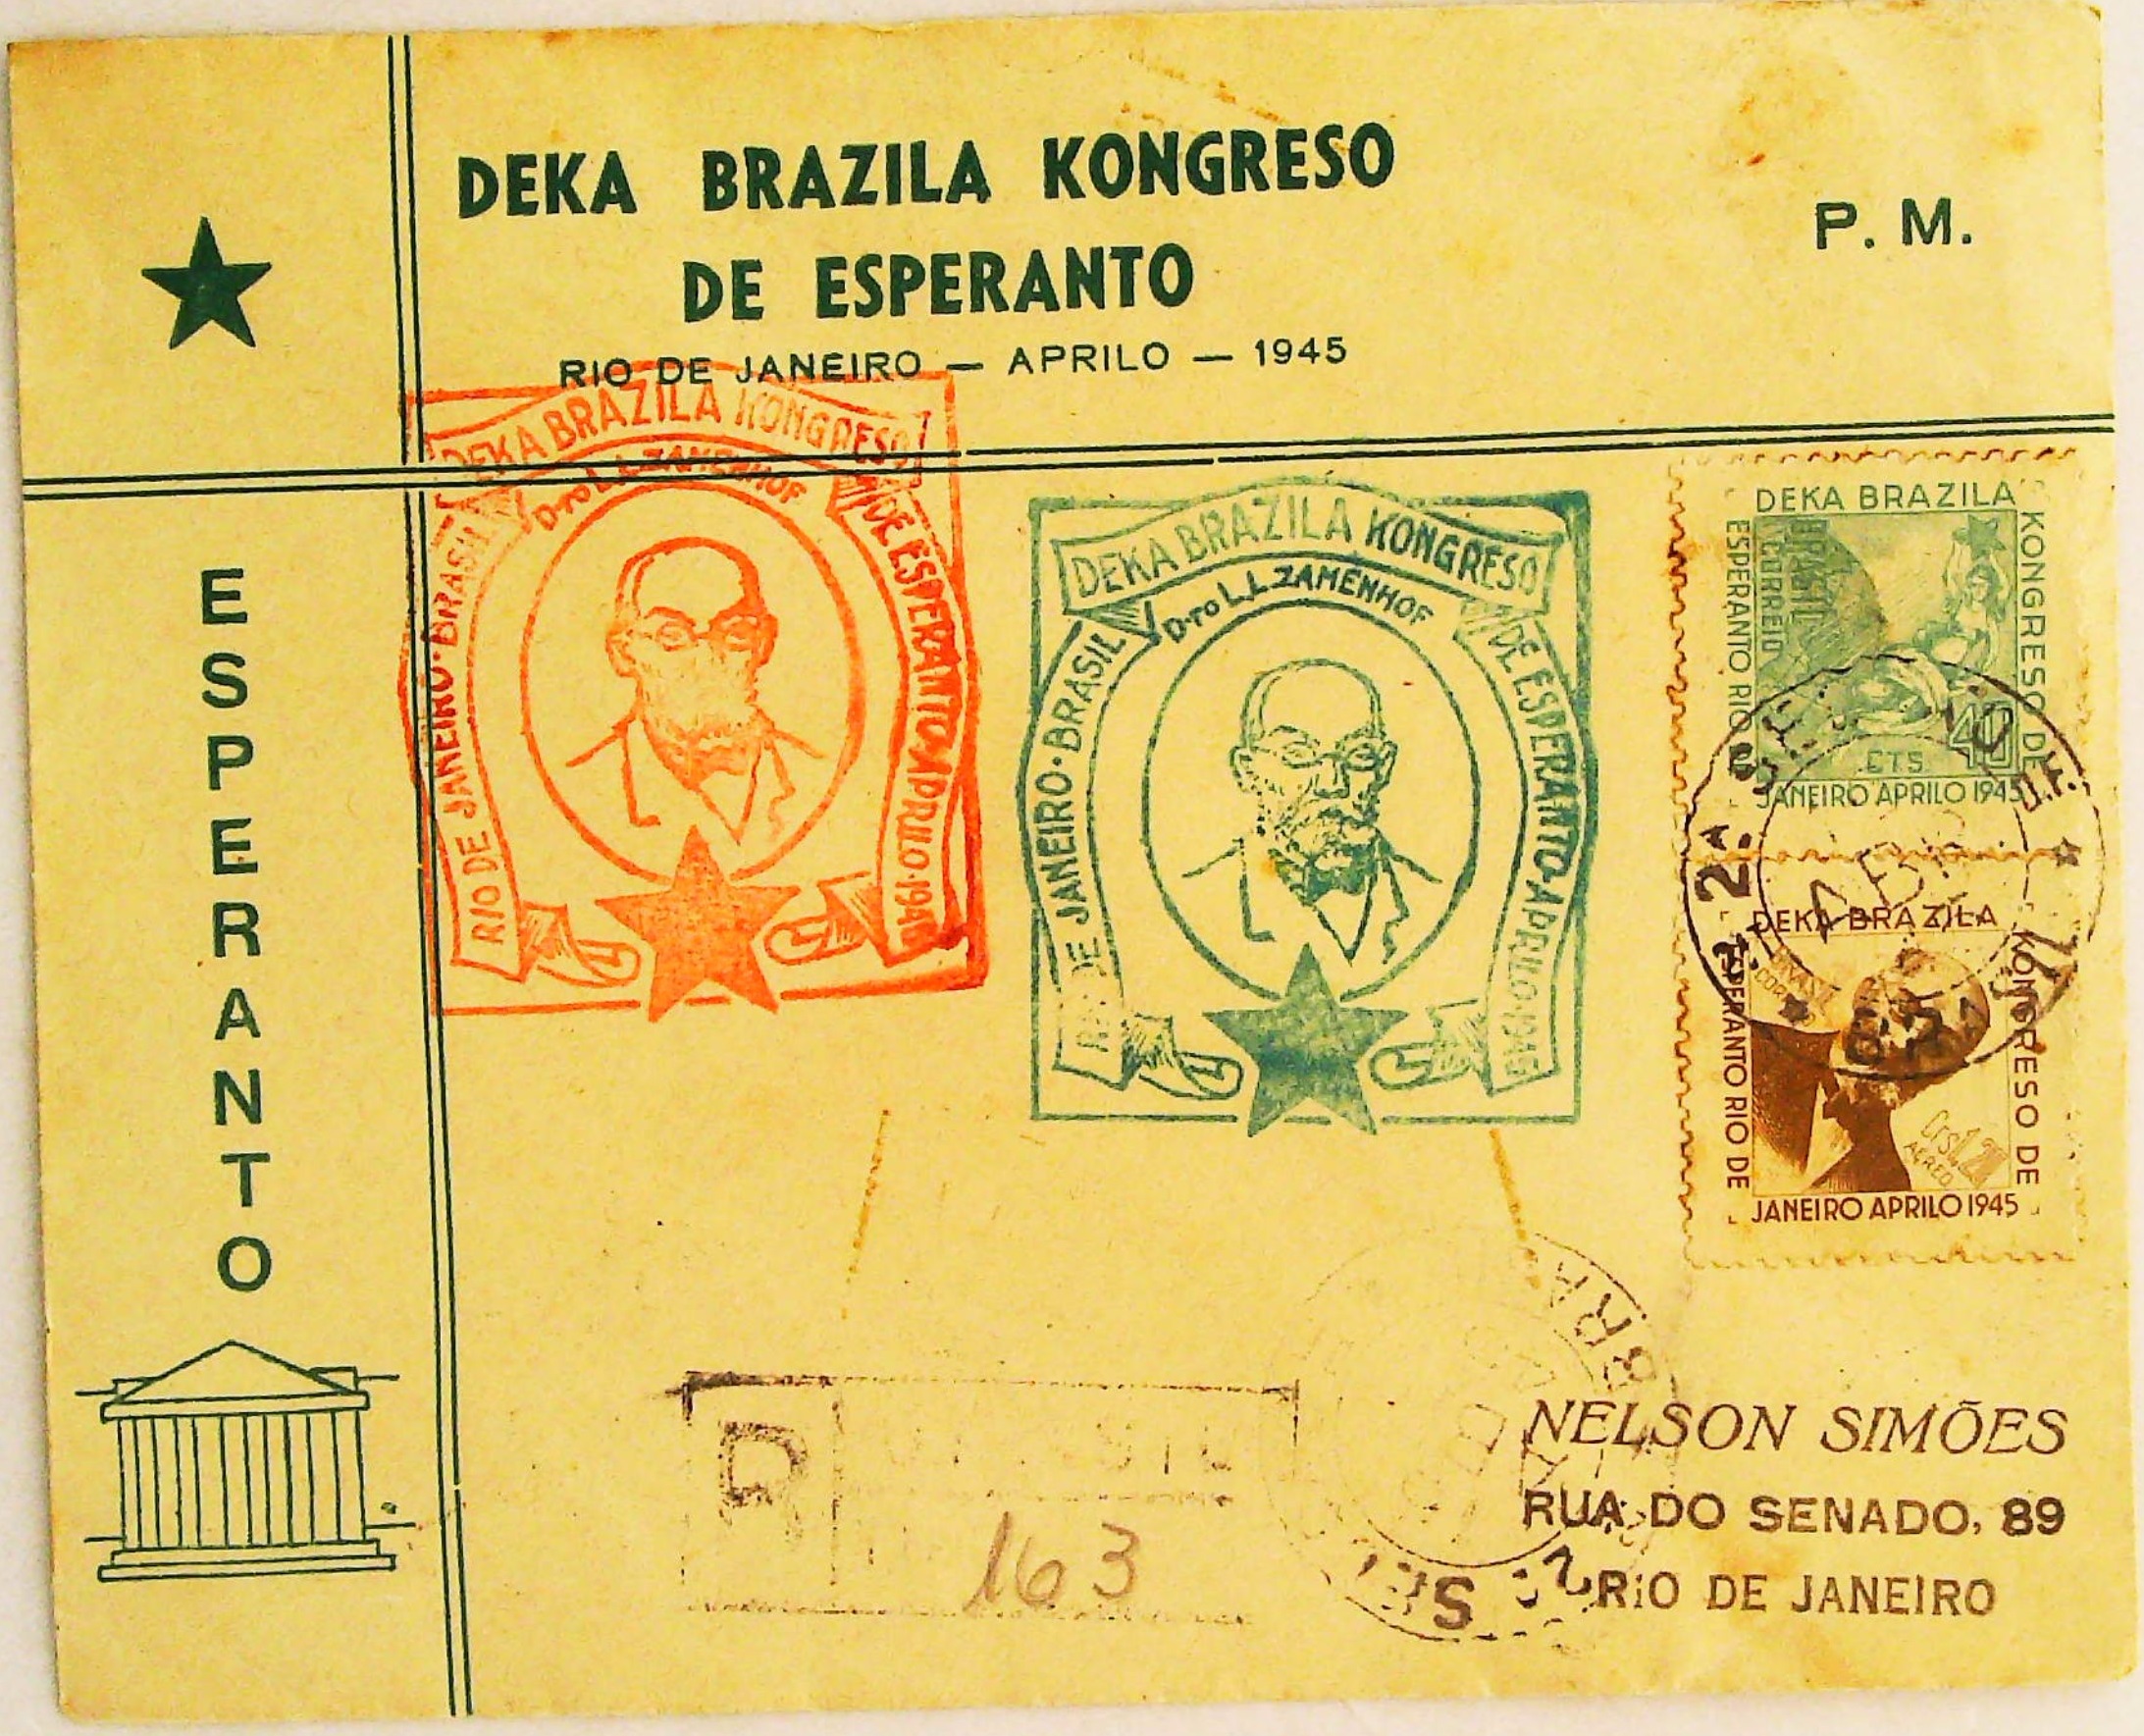 DEKA BRAZILA KONGRESO
DE ESPERANTO
RIO DE JANEIRO — APRILO — 1945
P. M.
ESPERANTO
DEKA BRAZILA KONGRESO
DE ESPERANTO·APRILO·1945
RIO DE JANEIRO·BRASIL
D-ro L.L. ZAMENHOF
DEKA BRAZILA KONGRESO
DE ESPERANTO·APRILO·1945
RIO DE JANEIRO·BRASIL
D-ro L.L. ZAMENHOF
DEKA BRAZILA
KONGRESO DE
ESPERANTO RIO DE
JANEIRO APRILO 1945
BRASIL
CORREIO
40
CTS
DEKA BRAZILA
KONGRESO DE
ESPERANTO RIO DE
JANEIRO APRILO 1945
AEREO
R
163
NELSON SIMÕES
RUA DO SENADO, 89
RIO DE JANEIRO